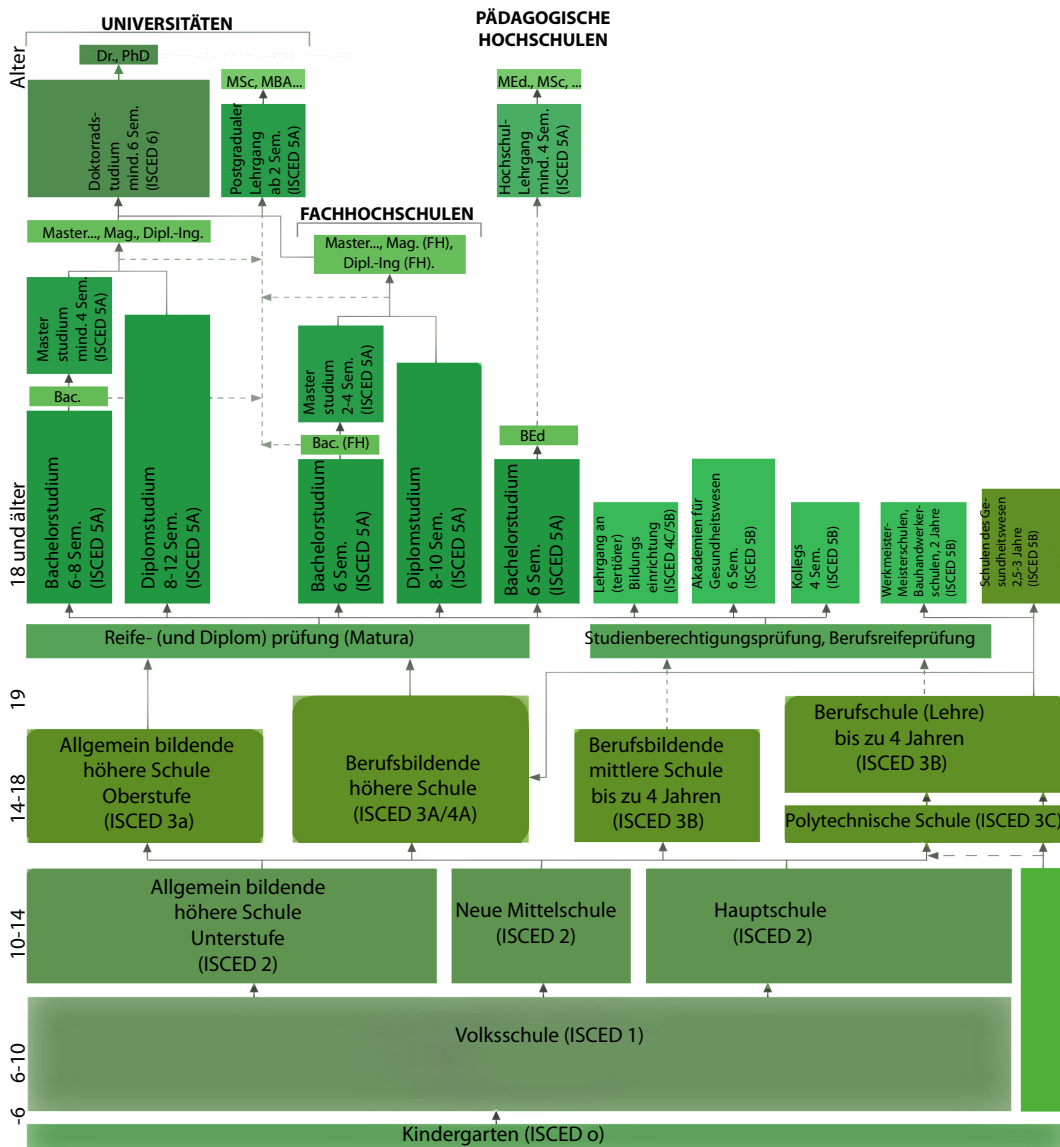 UNIVERSITÄTEN
PÄDAGOGISCHE
HOCHSCHULEN
Alter
Dr., PhD
MSc, MBA...
MEd., MSc, ...
Doktorrads-
tudium
mind. 6 Sem.
(ISCED 6)
Postgradualer
Lehrgang
ab 2 Sem.
(ISCED 5A)
Hochschul-
Lehrgang
mind. 4 Sem.
(ISCED 5A)
FACHHOCHSCHULEN
Master..., Mag., Dipl.-Ing.
Master..., Mag. (FH),
Dipl.-Ing (FH).
Master
studium
mind. 4 Sem.
(ISCED 5A)
Master
studium
2-4 Sem.
(ISCED 5A)
Bac.
Bac. (FH)
BEd
18 und älter
Bachelorstudium
6-8 Sem.
(ISCED 5A)
Diplomstudium
8-12 Sem.
(ISCED 5A)
Bachelorstudium
6 Sem.
(ISCED 5A)
Diplomstudium
8-10 Sem.
(ISCED 5A)
Bachelorstudium
6 Sem.
(ISCED 5A)
Lehrgang an
(tertiörer)
Bildungs
einrichtung
(ISCED 4C/5B)
Akademien für
Gesundheitswesen
6 Sem.
(ISCED 5B)
Kollegs
4 Sem.
(ISCED 5B)
Werkmeister-
Meisterschulen,
Bauhandwerker-
schulen, 2 Jahre
(ISCED 5B)
Schulen des Ge-
sundheitswesen
2,5-3 Jahre
(ISCED 5B)
Reife- (und Diplom) prüfung (Matura)
Studienberechtigungsprüfung, Berufsreifeprüfung
19
14-18
Allgemein bildende
höhere Schule
Oberstufe
(ISCED 3a)
Berufsbildende
höhere Schule
(ISCED 3A/4A)
Berufsbildende
mittlere Schule
bis zu 4 Jahren
(ISCED 3B)
Berufschule (Lehre)
bis zu 4 Jahren
(ISCED 3B)
Polytechnische Schule (ISCED 3C)
10-14
Allgemein bildende
höhere Schule
Unterstufe
(ISCED 2)
Neue Mittelschule
(ISCED 2)
Hauptschule
(ISCED 2)
6-10
Volksschule (ISCED 1)
-6
Kindergarten (ISCED o)